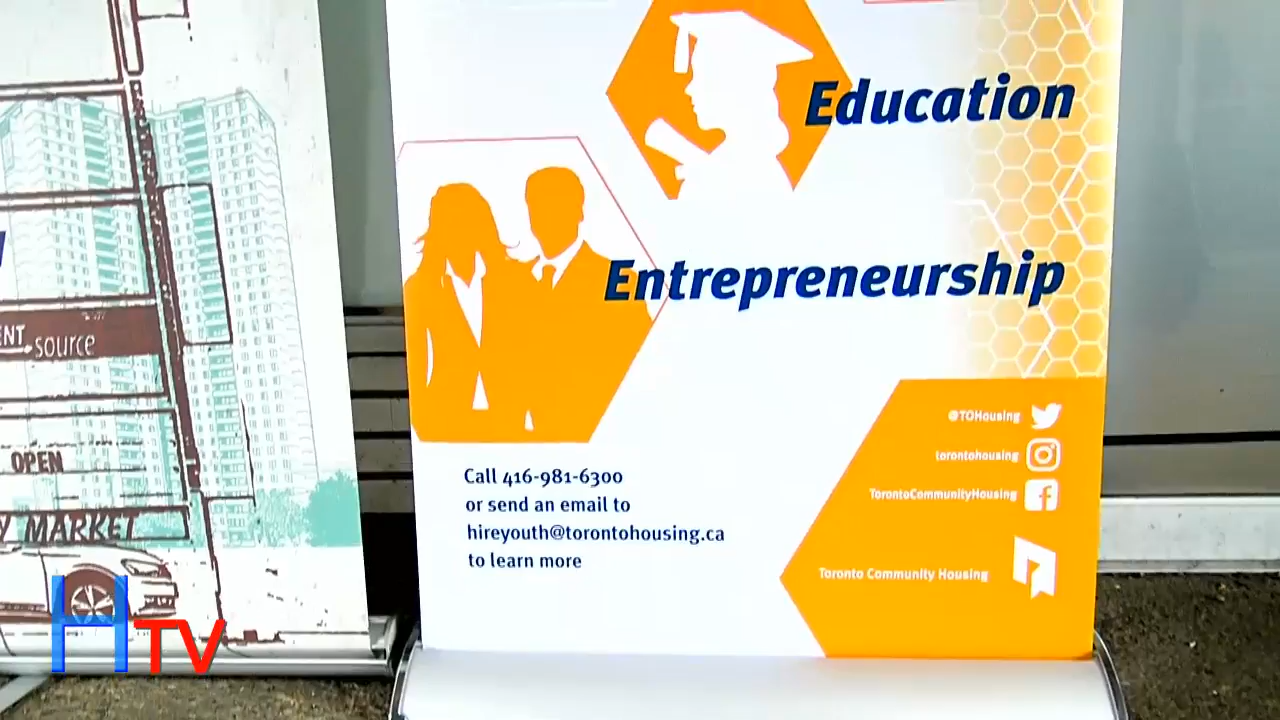 Education
Entrepreneurship
source
OPEN
MARKET
@TOHousing
torontohousing
TorontoCommunityHousing
Toronto Community Housing
Call 416-981-6300
or send an email to
hireyouth@torontohousing.ca
to learn more
HTV